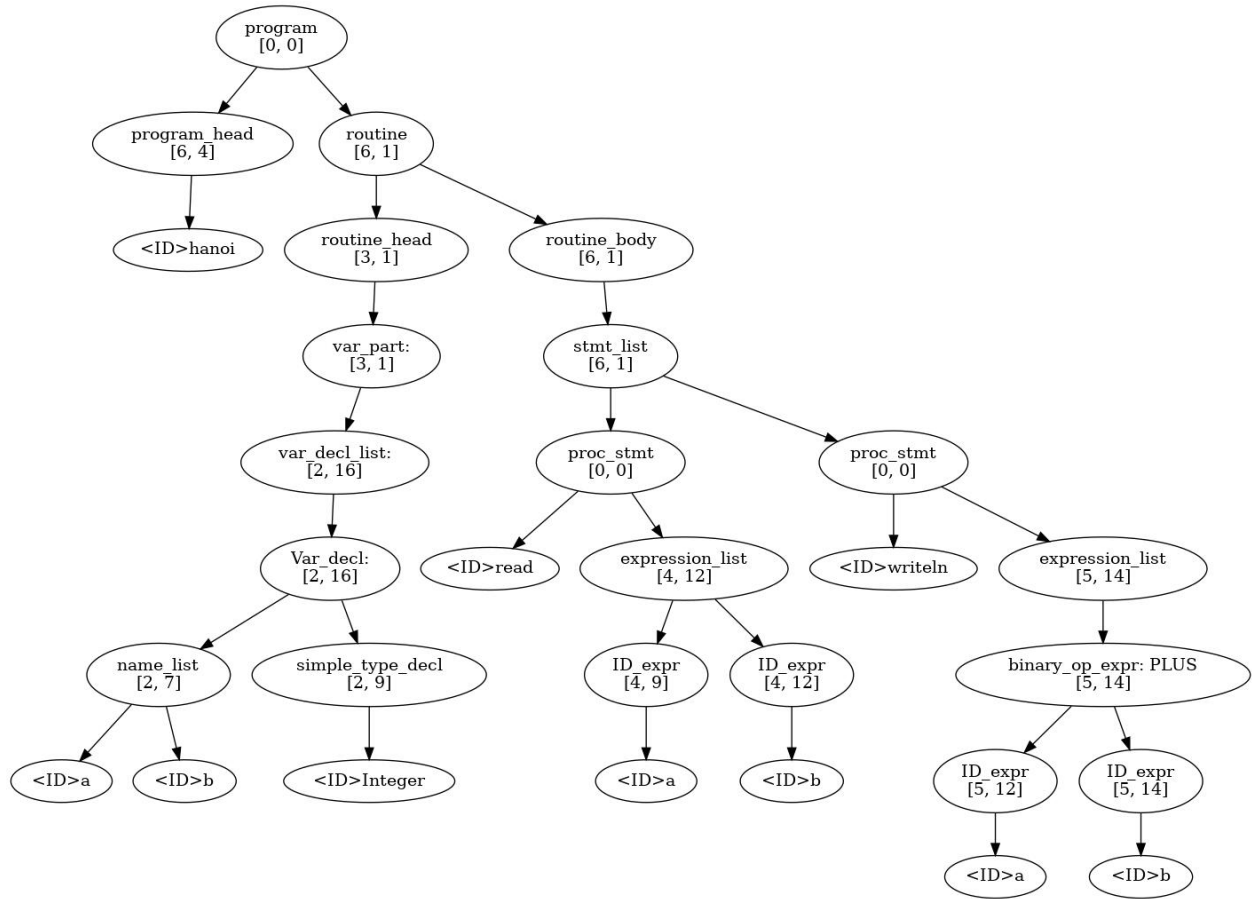 program
[0, 0]
program_head
[6, 4]
routine
[6, 1]
<ID>hanoi
routine_head
[3, 1]
routine_body
[6, 1]
var_part:
[3, 1]
stmt_list
[6, 1]
var_decl_list:
[2, 16]
proc_stmt
[0, 0]
proc_stmt
[0, 0]
Var_decl:
[2, 16]
<ID>read
expression_list
[4, 12]
<ID>writeln
expression_list
[5, 14]
name_list
[2, 7]
simple_type_decl
[2, 9]
ID_expr
[4, 9]
ID_expr
[4, 12]
binary_op_expr: PLUS
[5, 14]
<ID>a
<ID>b
<ID>Integer
<ID>a
<ID>b
ID_expr
[5, 12]
ID_expr
[5, 14]
<ID>a
<ID>b